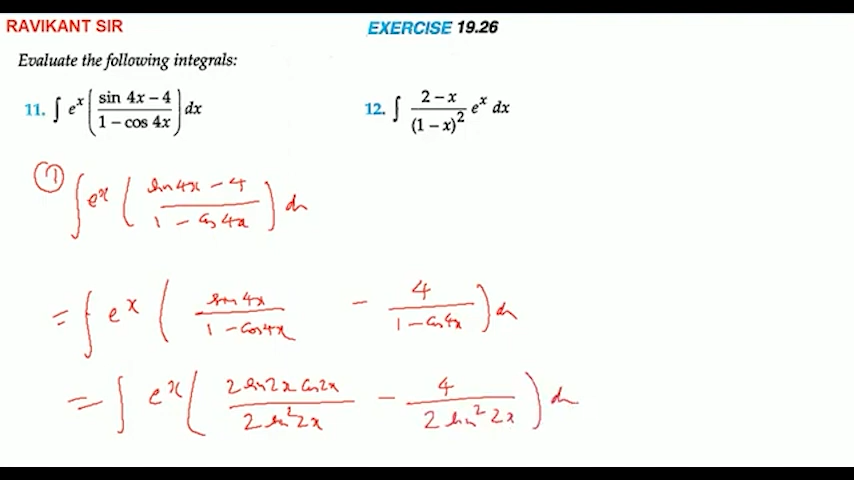 RAVIKANT SIR
EXERCISE 19.26
Evaluate the following integrals:
11. ∫ e^x ( (sin 4x − 4) / (1 − cos 4x) ) dx
12. ∫ (2 − x) / (1 − x)^2 e^x dx
⑪ ∫ e^x ( (sin 4x − 4) / (1 − cos 4x) ) dx
= ∫ e^x ( sin 4x / (1 − cos 4x) − 4 / (1 − cos 4x) ) dx
= ∫ e^x ( 2 sin 2x cos 2x / 2 sin^2 2x − 4 / 2 sin^2 2x ) dx